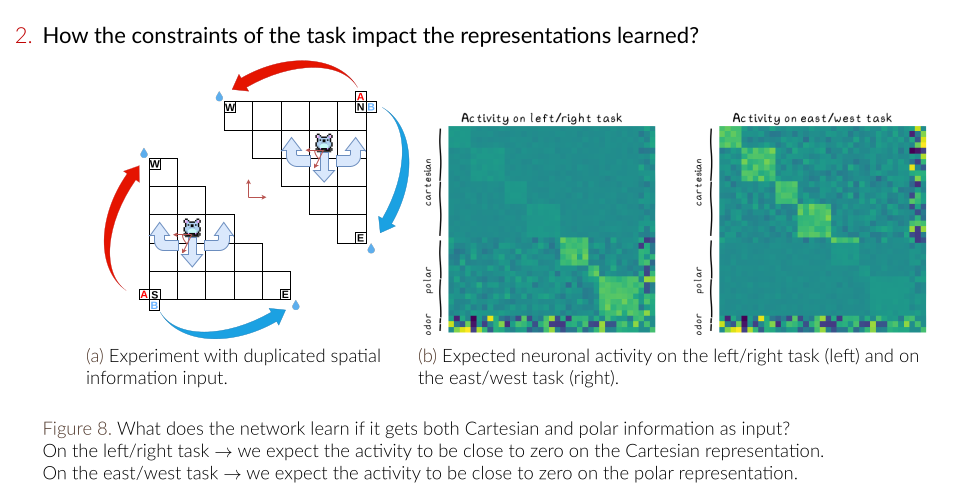 2. How the constraints of the task impact the representations learned?
A
W
N B
W
E
A S
B
E
Activity on left/right task
cartesian
polar
odor
Activity on east/west task
cartesian
polar
odor
(a) Experiment with duplicated spatial
information input.
(b) Expected neuronal activity on the left/right task (left) and on
the east/west task (right).
Figure 8. What does the network learn if it gets both Cartesian and polar information as input?
On the left/right task → we expect the activity to be close to zero on the Cartesian representation.
On the east/west task → we expect the activity to be close to zero on the polar representation.